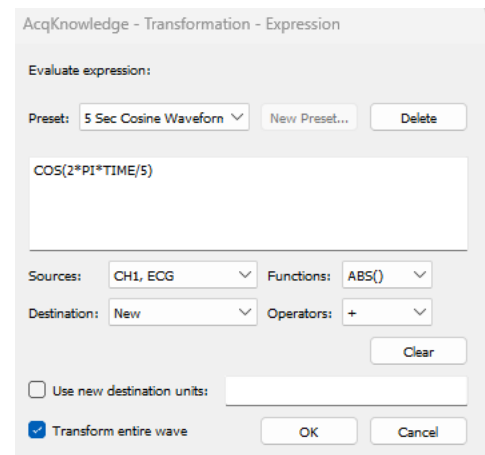 AcqKnowledge - Transformation - Expression
Evaluate expression:
Preset: 5 Sec Cosine Waveforn New Preset... Delete
COS(2*PI*TIME/5)
Sources: CH1, ECG Functions: ABS()
Destination: New Operators: +
Clear
Use new destination units:
Transform entire wave OK Cancel